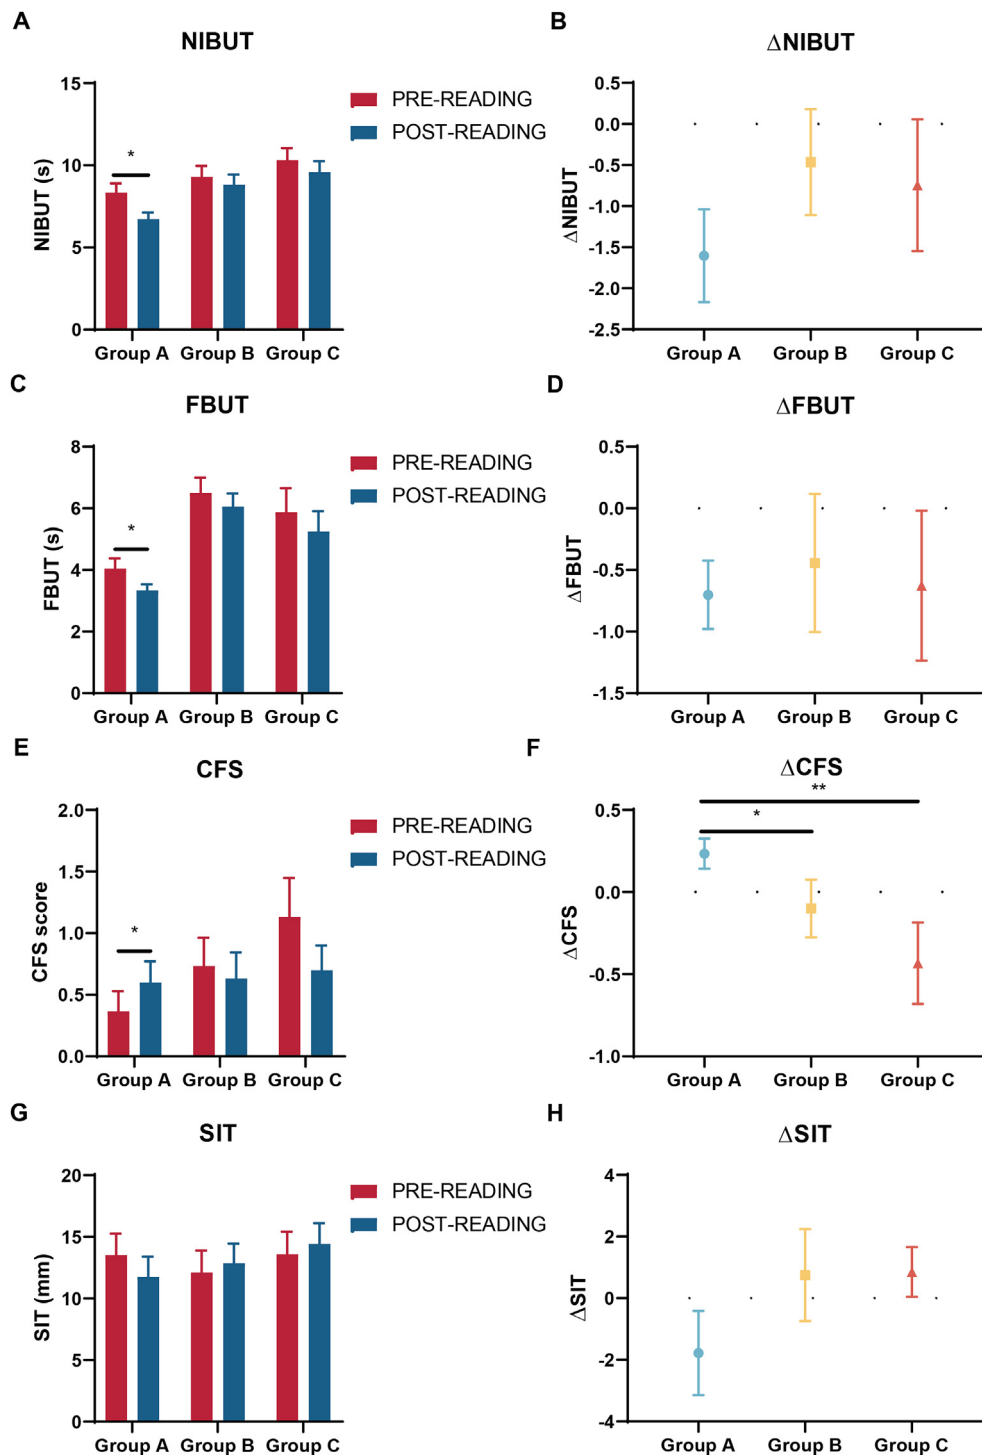 A
NIBUT
NIBUT (s)
15
10
5
0
*
Group A
Group B
Group C
PRE-READING
POST-READING
B
ΔNIBUT
ΔNIBUT
0.5
0.0
-0.5
-1.0
-1.5
-2.0
-2.5
Group A
Group B
Group C
C
FBUT
FBUT (s)
8
6
4
2
0
*
Group A
Group B
Group C
PRE-READING
POST-READING
D
ΔFBUT
ΔFBUT
0.5
0.0
-0.5
-1.0
-1.5
Group A
Group B
Group C
E
CFS
CFS score
2.0
1.5
1.0
0.5
0.0
*
Group A
Group B
Group C
PRE-READING
POST-READING
F
ΔCFS
ΔCFS
0.5
0.0
-0.5
-1.0
**
*
Group A
Group B
Group C
G
SIT
SIT (mm)
20
15
10
5
0
Group A
Group B
Group C
PRE-READING
POST-READING
H
ΔSIT
ΔSIT
4
2
0
-2
-4
Group A
Group B
Group C